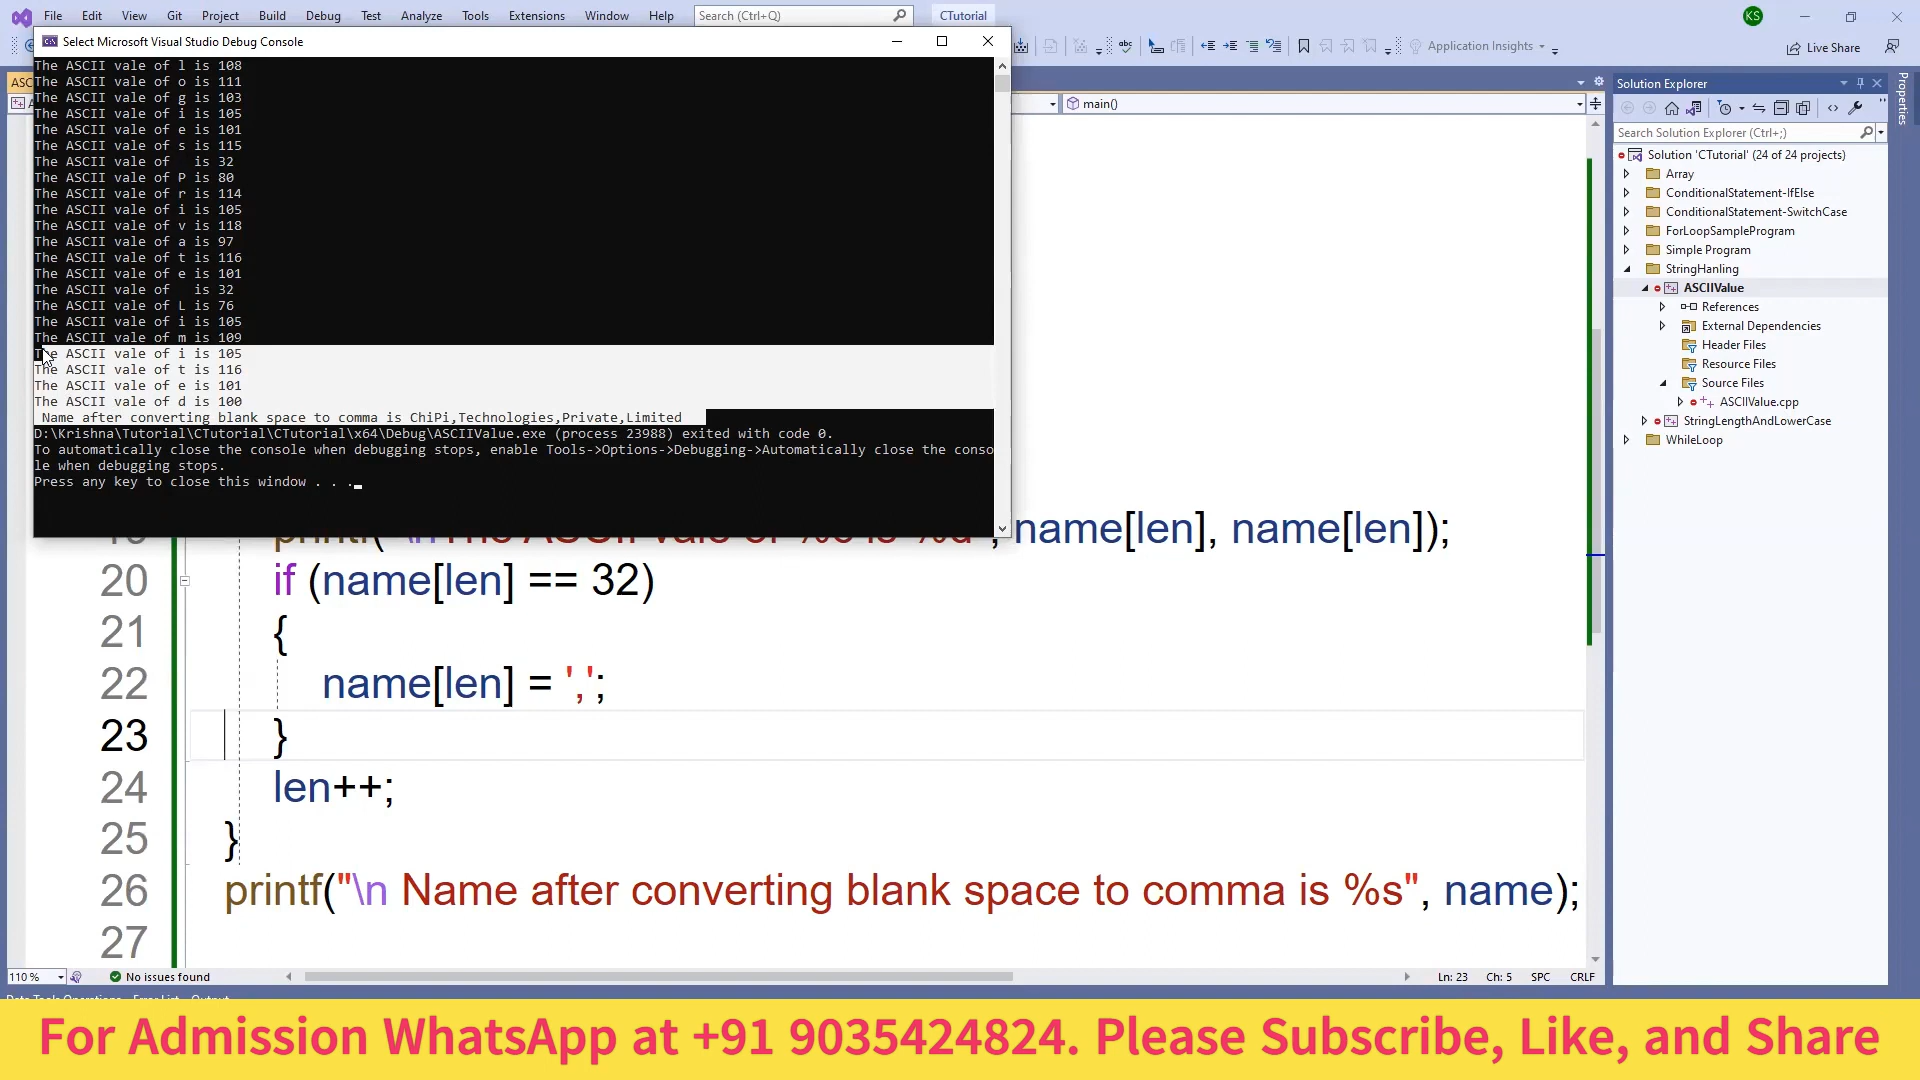 File Edit View Git Project Build Debug Test Analyze Tools Extensions Window Help Search (Ctrl+Q) CTutorial KS
Select Microsoft Visual Studio Debug Console
Application Insights Live Share
The ASCII vale of l is 108
The ASCII vale of o is 111
The ASCII vale of g is 103
The ASCII vale of i is 105
The ASCII vale of e is 101
The ASCII vale of s is 115
The ASCII vale of   is 32
The ASCII vale of P is 80
The ASCII vale of r is 114
The ASCII vale of i is 105
The ASCII vale of v is 118
The ASCII vale of a is 97
The ASCII vale of t is 116
The ASCII vale of e is 101
The ASCII vale of   is 32
The ASCII vale of L is 76
The ASCII vale of i is 105
The ASCII vale of m is 109
The ASCII vale of i is 105
The ASCII vale of t is 116
The ASCII vale of e is 101
The ASCII vale of d is 100
Name after converting blank space to comma is ChiPi,Technologies,Private,Limited
D:\Krishna\Tutorial\CTutorial\CTutorial\x64\Debug\ASCIIValue.exe (process 23988) exited with code 0.
To automatically close the console when debugging stops, enable Tools->Options->Debugging->Automatically close the conso
le when debugging stops.
Press any key to close this window . . .
main()
19 printf("\nThe ASCII vale of %c is %d", name[len], name[len]);
20 if (name[len] == 32)
21 {
22 name[len] = ',';
23 }
24 len++;
25 }
26 printf("\n Name after converting blank space to comma is %s", name);
27
110 % No issues found Ln: 23 Ch: 5 SPC CRLF
Solution Explorer
Search Solution Explorer (Ctrl+;)
Solution 'CTutorial' (24 of 24 projects)
Array
ConditionalStatement-IfElse
ConditionalStatement-SwitchCase
ForLoopSampleProgram
Simple Program
StringHanling
ASCIIValue
References
External Dependencies
Header Files
Resource Files
Source Files
ASCIIValue.cpp
StringLengthAndLowerCase
WhileLoop
Properties
For Admission WhatsApp at +91 9035424824. Please Subscribe, Like, and Share